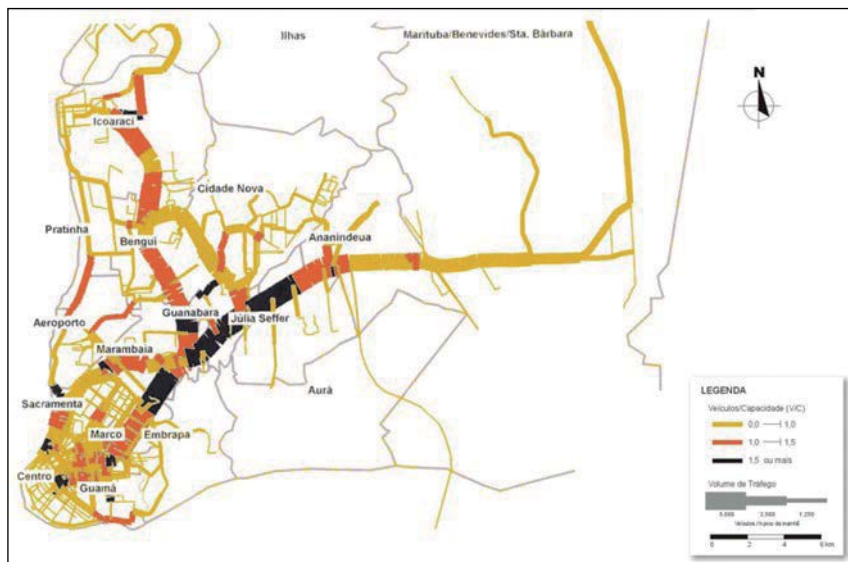 Ilhas
Marituba/Benevides/Sta. Bárbara
N
Icoaraci
Cidade Nova
Pratinha
Bengui
Ananindeua
Guanabara
Júlia Seffer
Aeroporto
Marambaia
Aurá
Sacramenta
Marco
Embrapa
Centro
Guamá
LEGENDA
Veículos/Capacidade (V/C)
0,0 1,0
1,0 1,5
1,5 ou mais
Volume de Tráfego
0 2 4 6 km